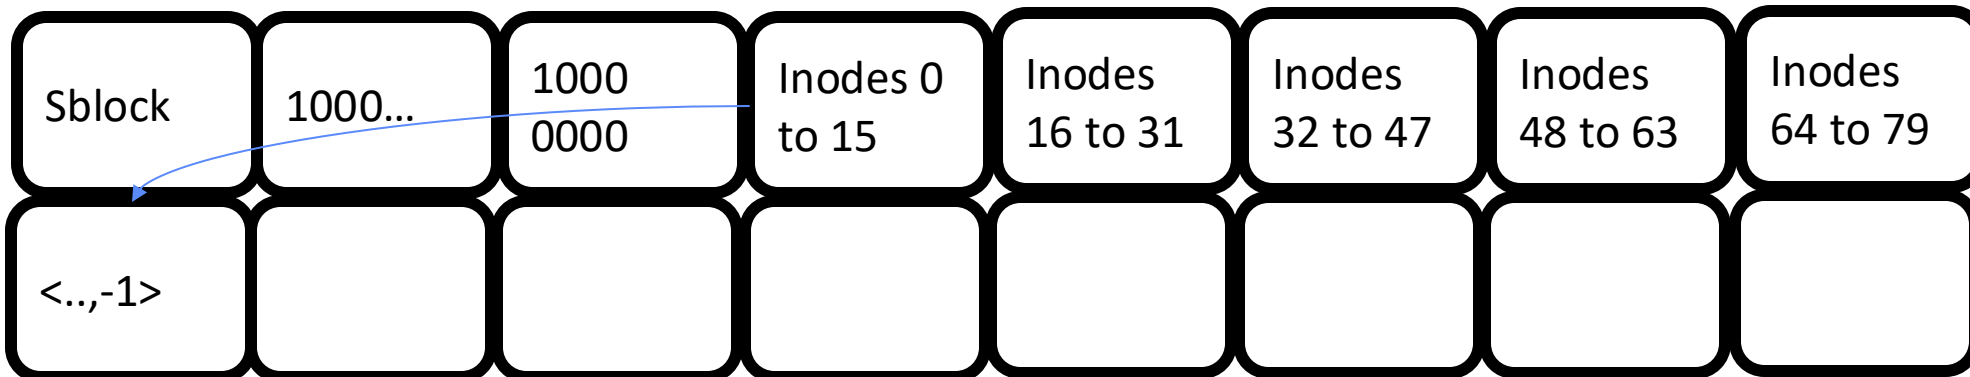 Sblock
1000...
1000
0000
Inodes 0
to 15
Inodes
16 to 31
Inodes
32 to 47
Inodes
48 to 63
Inodes
64 to 79
<..,-1>